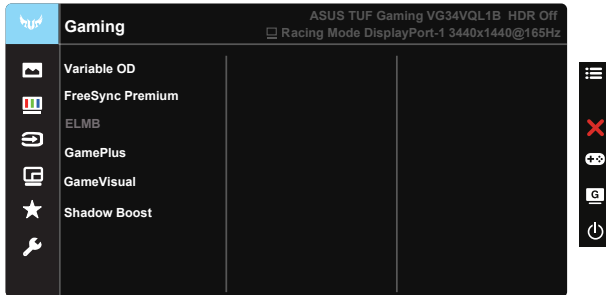 Gaming
ASUS TUF Gaming VG34VQL1B HDR Off
Racing Mode DisplayPort-1 3440x1440@165Hz
Variable OD
FreeSync Premium
ELMB
GamePlus
GameVisual
Shadow Boost
G